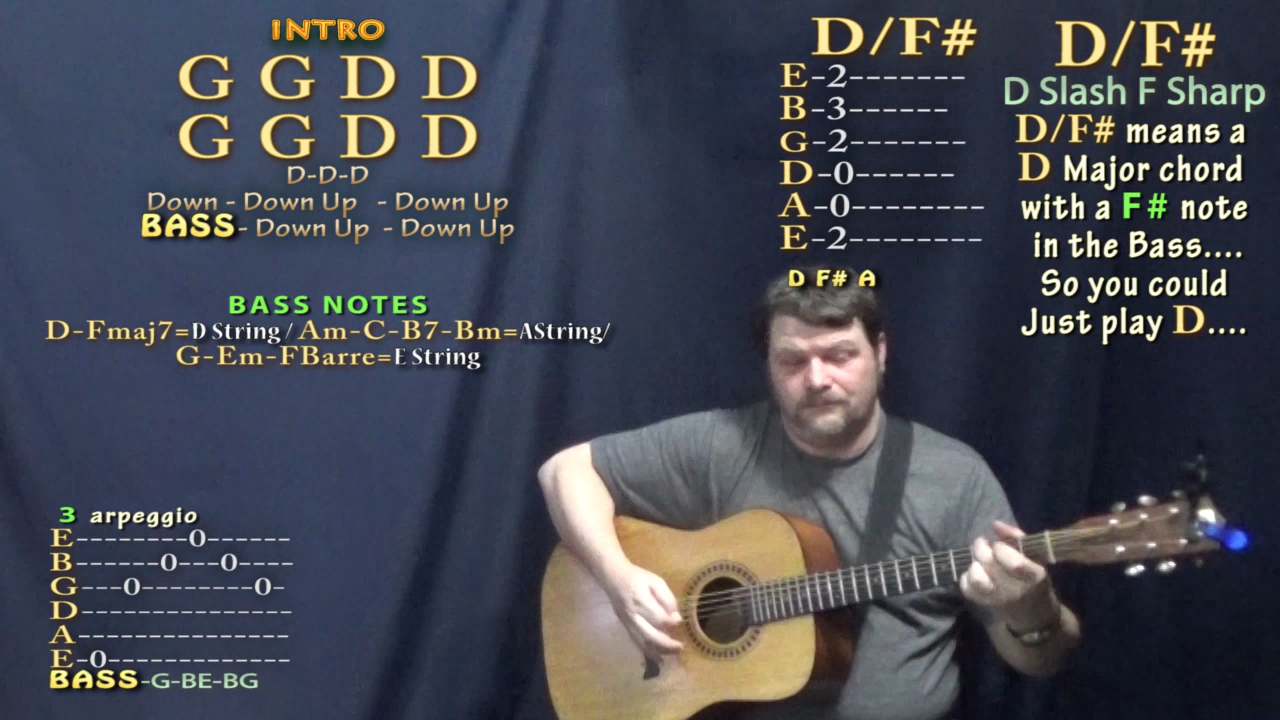 INTRO
G G D D
G G D D
D-D-D
Down - Down Up - Down Up
BASS- Down Up - Down Up
BASS NOTES
D-Fmaj7=D String / Am-C-B7-Bm=AString/
G-Em-FBarre=E String
3 arpeggio
E--------0------
B------0---0----
G---0-------0-
D---------------
A---------------
E-0------------
BASS-G-BE-BG
D/F#
E-2-------
B-3------
G-2-------
D-0------
A-0--------
E-2--------
D F# A
D/F#
D Slash F Sharp
D/F# means a
D Major chord
with a F# note
in the Bass....
So you could
Just play D....